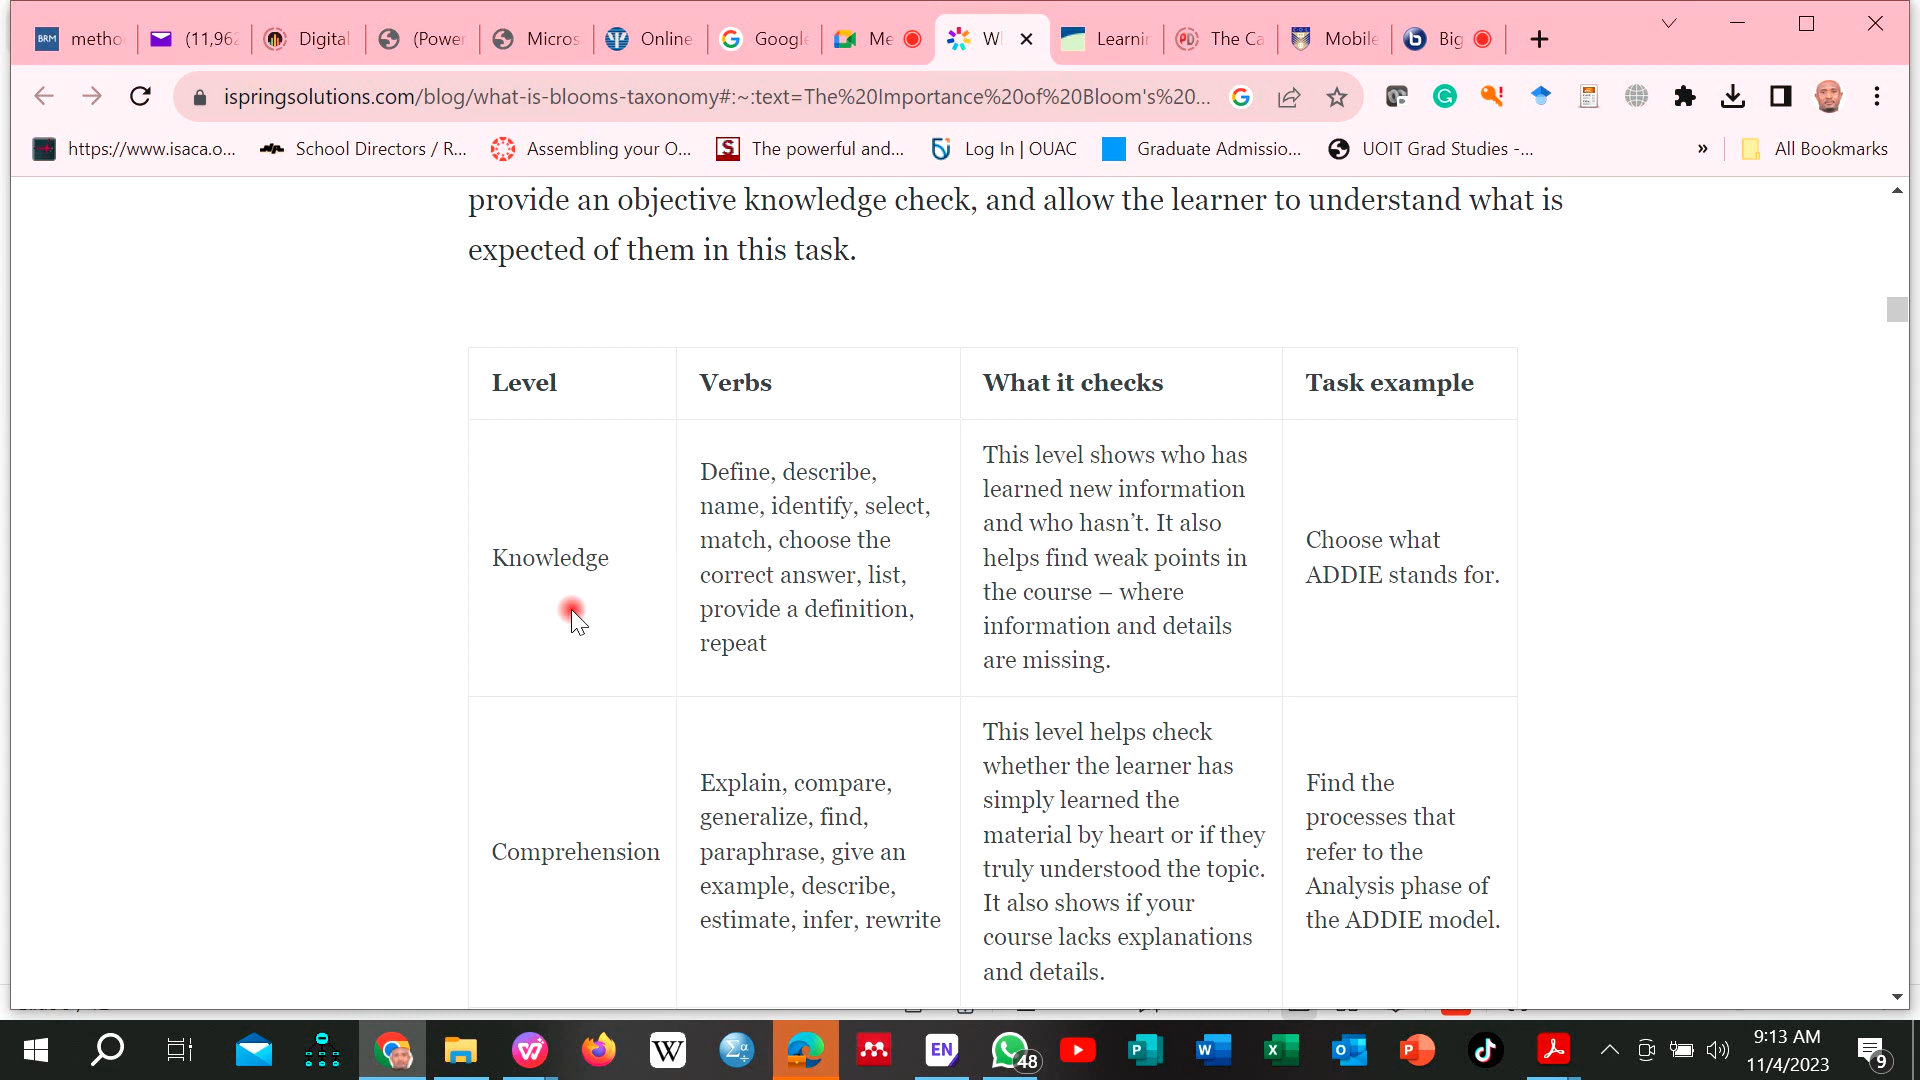 metho
(11,962
Digital
(Power
Micros
Online
Google
Me
Wh
Learnin
The Ca
Mobile
Big
ispringsolutions.com/blog/what-is-blooms-taxonomy#:~:text=The%20Importance%20of%20Bloom's%20...
https://www.isaca.o...
School Directors / R...
Assembling your O...
The powerful and...
Log In | OUAC
Graduate Admissio...
UOIT Grad Studies -...
»
All Bookmarks
provide an objective knowledge check, and allow the learner to understand what is
expected of them in this task.
Level
Verbs
What it checks
Task example
Knowledge
Define, describe,
name, identify, select,
match, choose the
correct answer, list,
provide a definition,
repeat
This level shows who has
learned new information
and who hasn’t. It also
helps find weak points in
the course – where
information and details
are missing.
Choose what
ADDIE stands for.
Comprehension
Explain, compare,
generalize, find,
paraphrase, give an
example, describe,
estimate, infer, rewrite
This level helps check
whether the learner has
simply learned the
material by heart or if they
truly understood the topic.
It also shows if your
course lacks explanations
and details.
Find the
processes that
refer to the
Analysis phase of
the ADDIE model.
EN
48
9:13 AM
11/4/2023
9